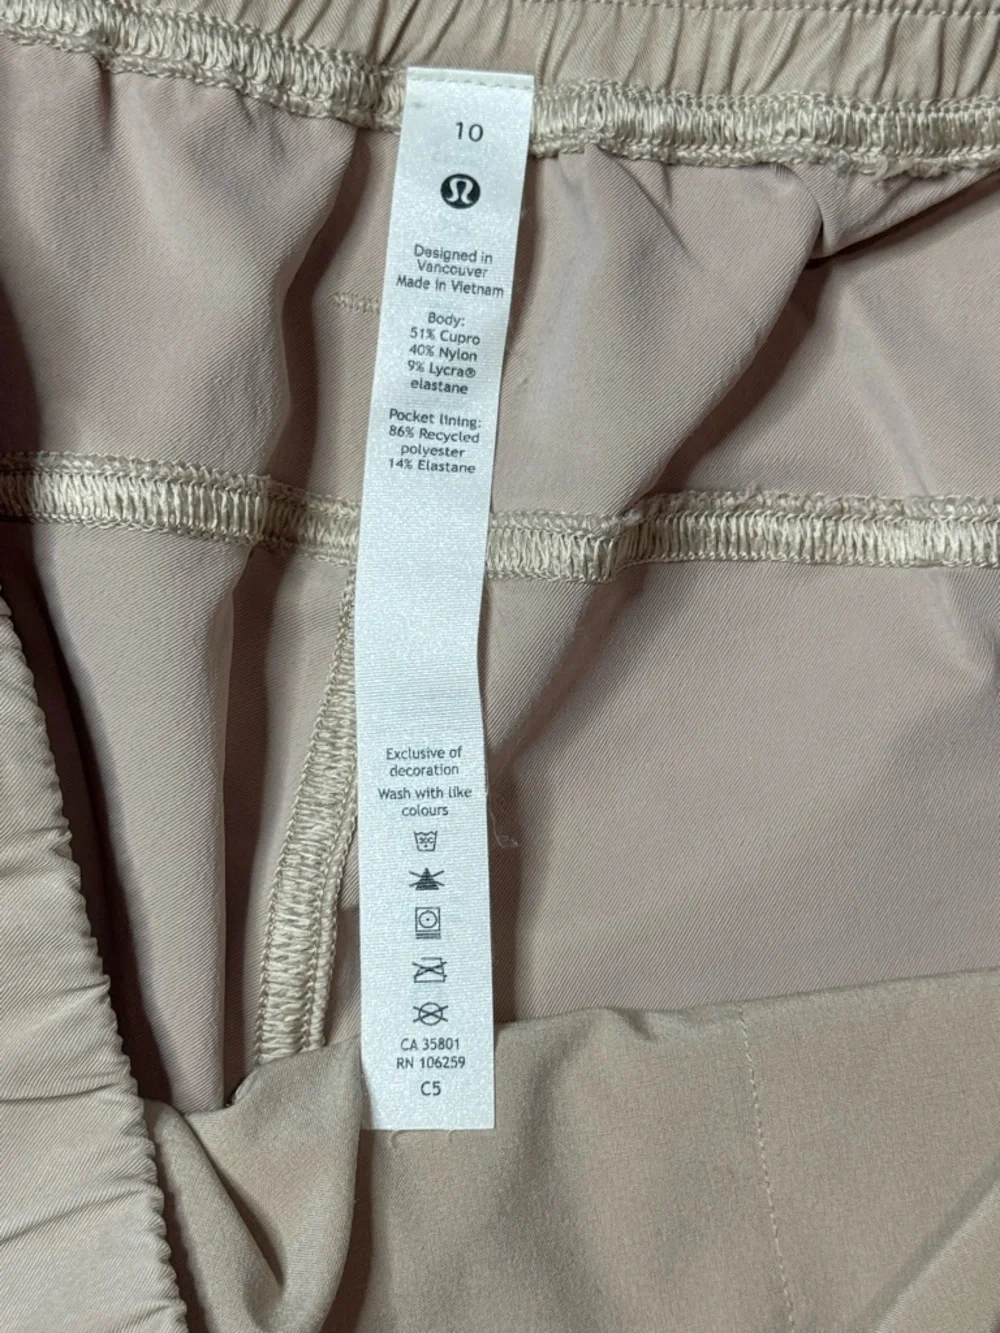 10
Designed in
Vancouver
Made in Vietnam
Body:
51% Cupro
40% Nylon
9% Lycra®
elastane
Pocket lining:
86% Recycled
polyester
14% Elastane
Exclusive of
decoration
Wash with like
colours
30C
CA 35801
RN 106259
C5